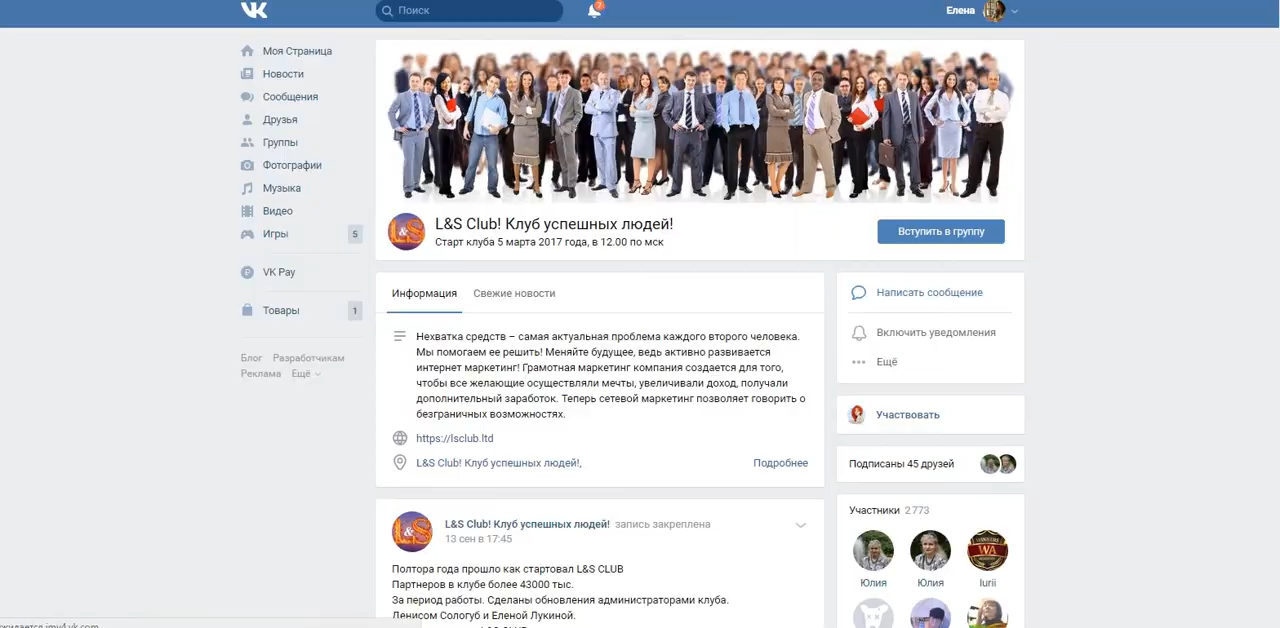 Поиск
7
Елена
Моя Страница
Новости
Сообщения
Друзья
Группы
Фотографии
Музыка
Видео
Игры 5
VK Pay
Товары 1
Блог Разработчикам
Реклама Ещё
L&S
L&S Club! Клуб успешных людей!
Старт клуба 5 марта 2017 года, в 12.00 по мск
Вступить в группу
Информация Свежие новости
Нехватка средств – самая актуальная проблема каждого второго человека.
Мы помогаем ее решить! Меняйте будущее, ведь активно развивается
интернет маркетинг! Грамотная маркетинг компания создается для того,
чтобы все желающие осуществляли мечты, увеличивали доход, получали
дополнительный заработок. Теперь сетевой маркетинг позволяет говорить о
безграничных возможностях.
https://lsclub.ltd
L&S Club! Клуб успешных людей!, Подробнее
L&S
L&S Club! Клуб успешных людей! запись закреплена
13 сен в 17:45
Полтора года прошло как стартовал L&S CLUB
Партнеров в клубе более 43000 тыс.
За период работы. Сделаны обновления администраторами клуба.
Денисом Сологуб и Еленой Лукиной.
Написать сообщение
Включить уведомления
Ещё
Участвовать
Подписаны 45 друзей
Участники 2 773
WA
Юлия Юлия Iurii